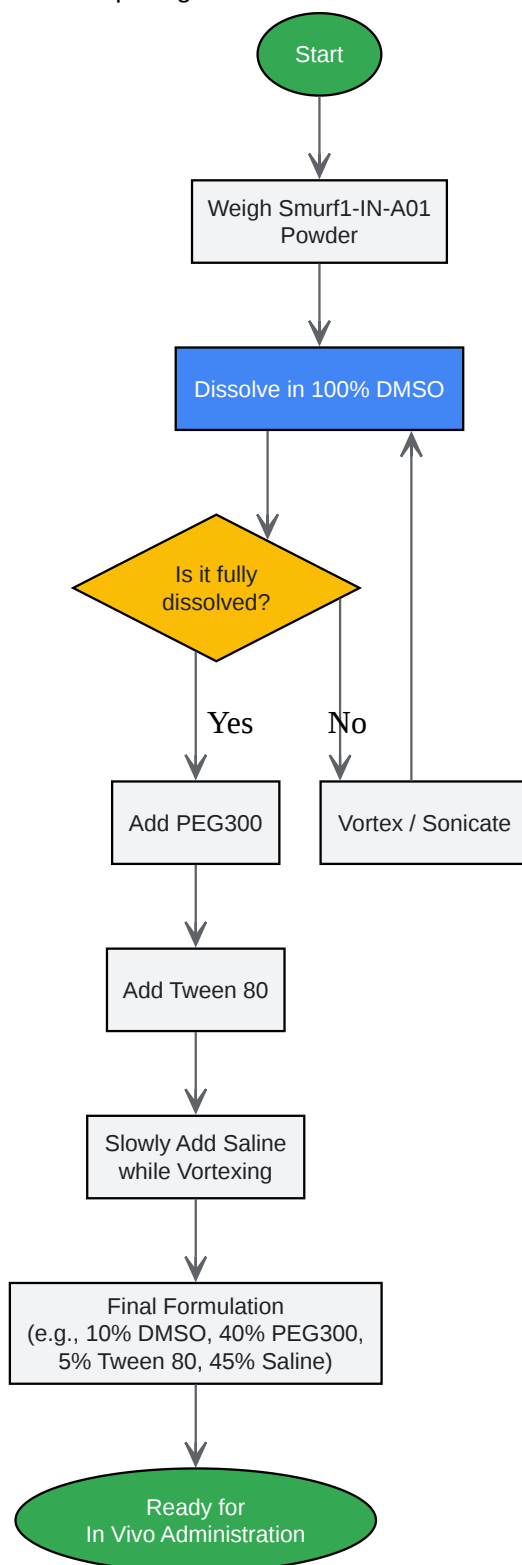 Start
Weigh Smurf1-IN-A01
Powder
Dissolve in 100% DMSO
Is it fully
dissolved?
Yes
No
Add PEG300
Vortex / Sonicate
Add Tween 80
Slowly Add Saline
while Vortexing
Final Formulation
(e.g., 10% DMSO, 40% PEG300,
5% Tween 80, 45% Saline)
Ready for
In Vivo Administration